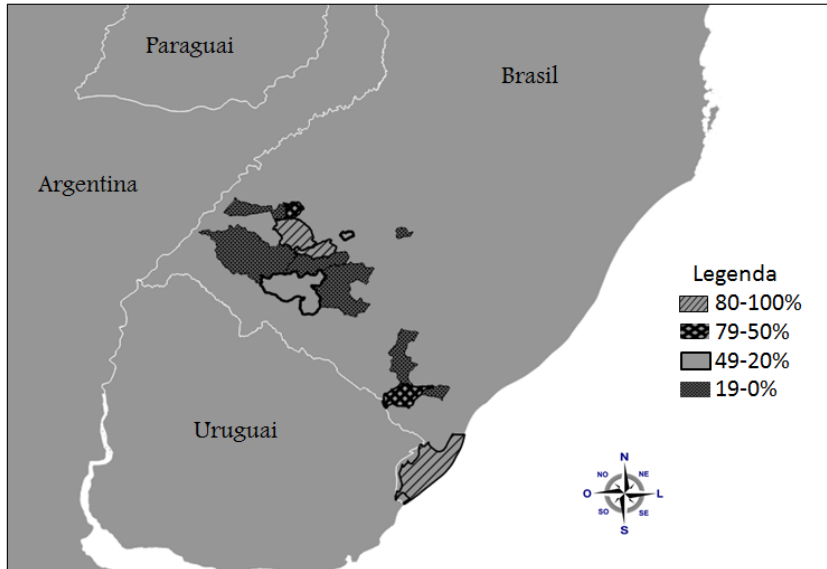 Paraguai
Brasil
Argentina
Uruguai
Legenda
80-100%
79-50%
49-20%
19-0%
N
NO
NE
O
L
SO
SE
S